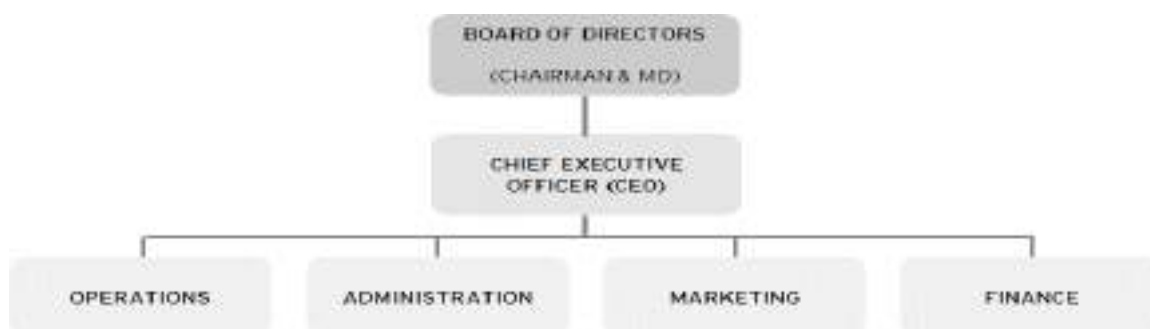 BOARD OF DIRECTORS
(CHAIRMAN & MD)
CHIEF EXECUTIVE
OFFICER (CEO)
OPERATIONS
ADMINISTRATION
MARKETING
FINANCE